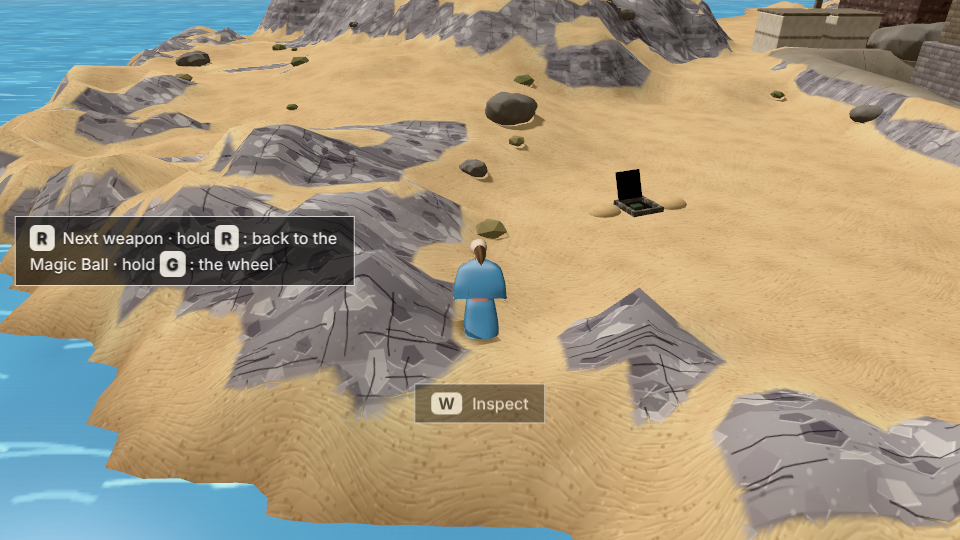 R Next weapon · hold R : back to the
Magic Ball · hold G : the wheel
W Inspect